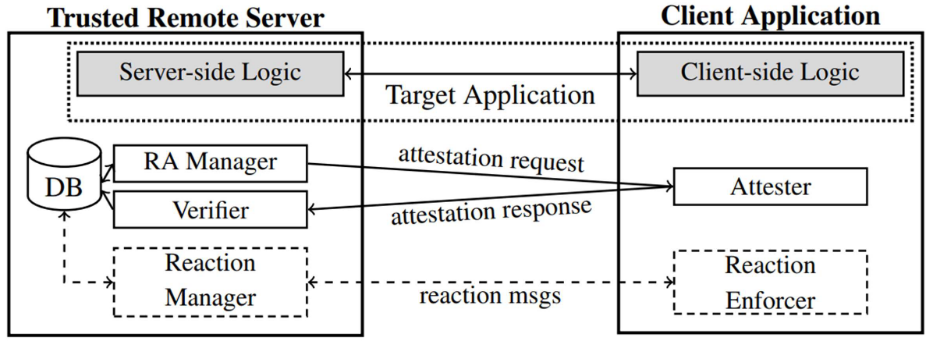 Trusted Remote Server
Client Application
Server-side Logic
Client-side Logic
Target Application
DB
RA Manager
attestation request
Attester
Verifier
attestation response
Reaction
Manager
reaction msgs
Reaction
Enforcer